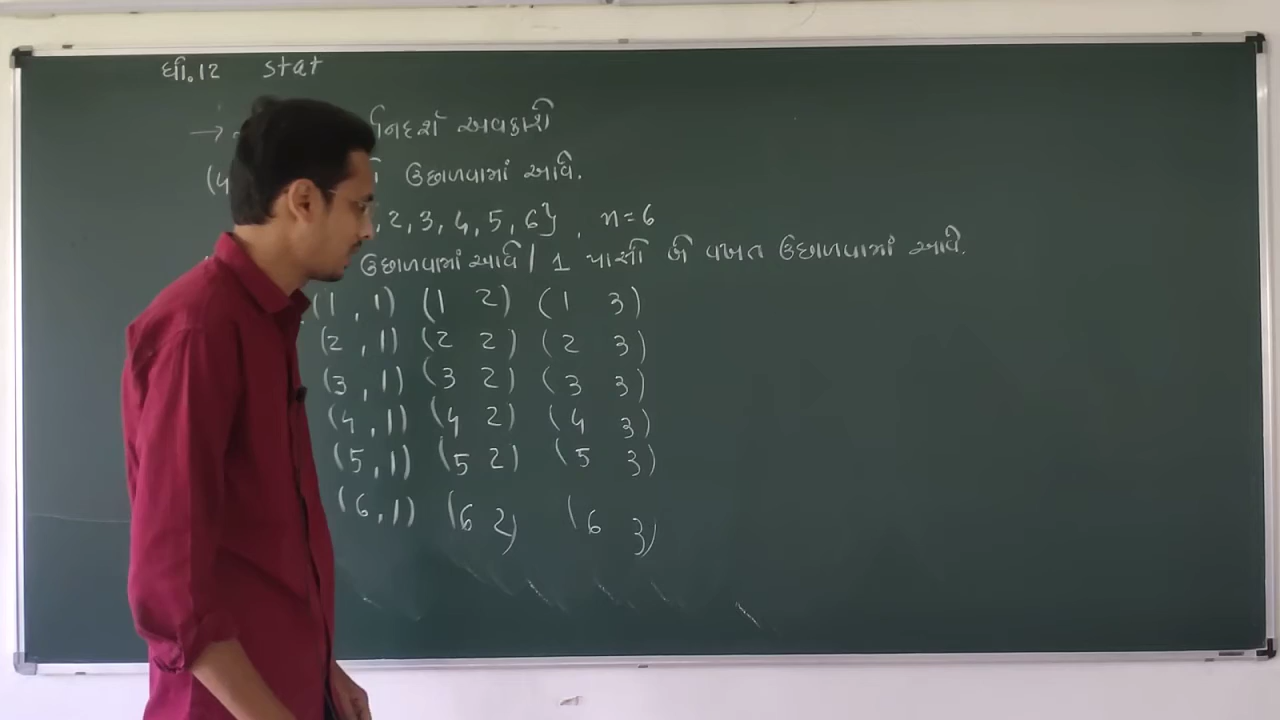 ધો.12 stat
→ નિદર્શ અવકાશ
(4 ઉછાળવામાં આવે.
, 2, 3, 4, 5, 6} , n = 6
ઉછાળવામાં આવે / 1 પાસો બે વખત ઉછાળવામાં આવે.
(1 , 1) (1 2) (1 3)
(2 , 1) (2 2) (2 3)
(3 , 1) (3 2) (3 3)
(4 , 1) (4 2) (4 3)
(5 , 1) (5 2) (5 3)
(6 , 1) (6 2) (6 3)